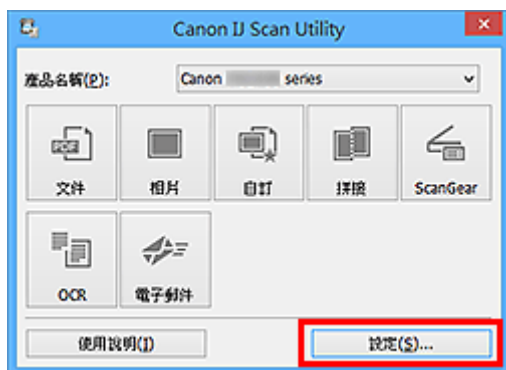 Canon IJ Scan Utility
產品名稱(P):
Canon series
文件
相片
自訂
拼接
ScanGear
OCR
電子郵件
使用說明(I)
設定(S)...